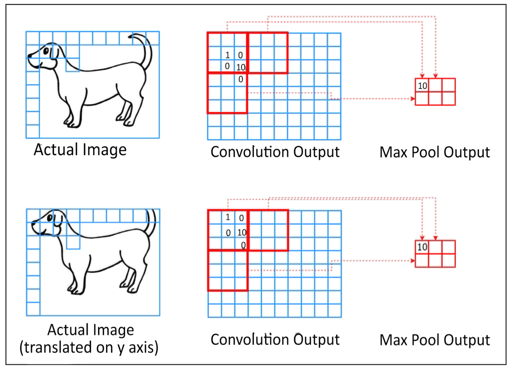 1 0
0 10
0
10
Actual Image
Convolution Output
Max Pool Output
1 0
0 10
0
10
Actual Image
(translated on y axis)
Convolution Output
Max Pool Output